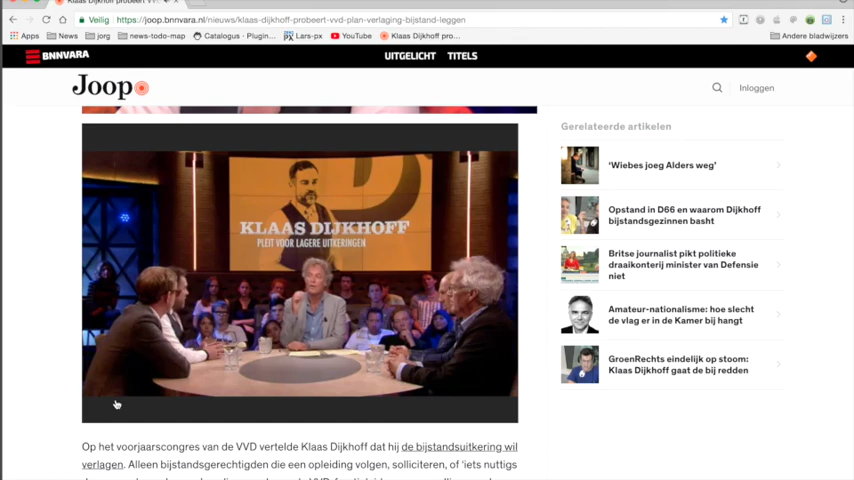 Klaas Dijkhoff probeert VVD
Veilig https://joop.bnnvara.nl/nieuws/klaas-dijkhoff-probeert-vvd-plan-verlaging-bijstand-leggen
Apps News jorg news-todo-map Catalogus - Plugin... Lars-px YouTube Klaas Dijkhoff pro... Andere bladwijzers
BNNVARA UITGELICHT TITELS
Joop Inloggen
KLAAS DIJKHOFF
PLEIT VOOR LAGERE UITKERINGEN
Op het voorjaarscongres van de VVD vertelde Klaas Dijkhoff dat hij de bijstandsuitkering wil
verlagen. Alleen bijstandsgerechtigden die een opleiding volgen, solliciteren, of 'iets nuttigs
Gerelateerde artikelen
'Wiebes joeg Alders weg'
Opstand in D66 en waarom Dijkhoff
bijstandsgezinnen basht
Britse journalist pikt politieke
draaikonterij minister van Defensie
niet
Amateur-nationalisme: hoe slecht
de vlag er in de Kamer bij hangt
GroenRechts eindelijk op stoom:
Klaas Dijkhoff gaat de bij redden